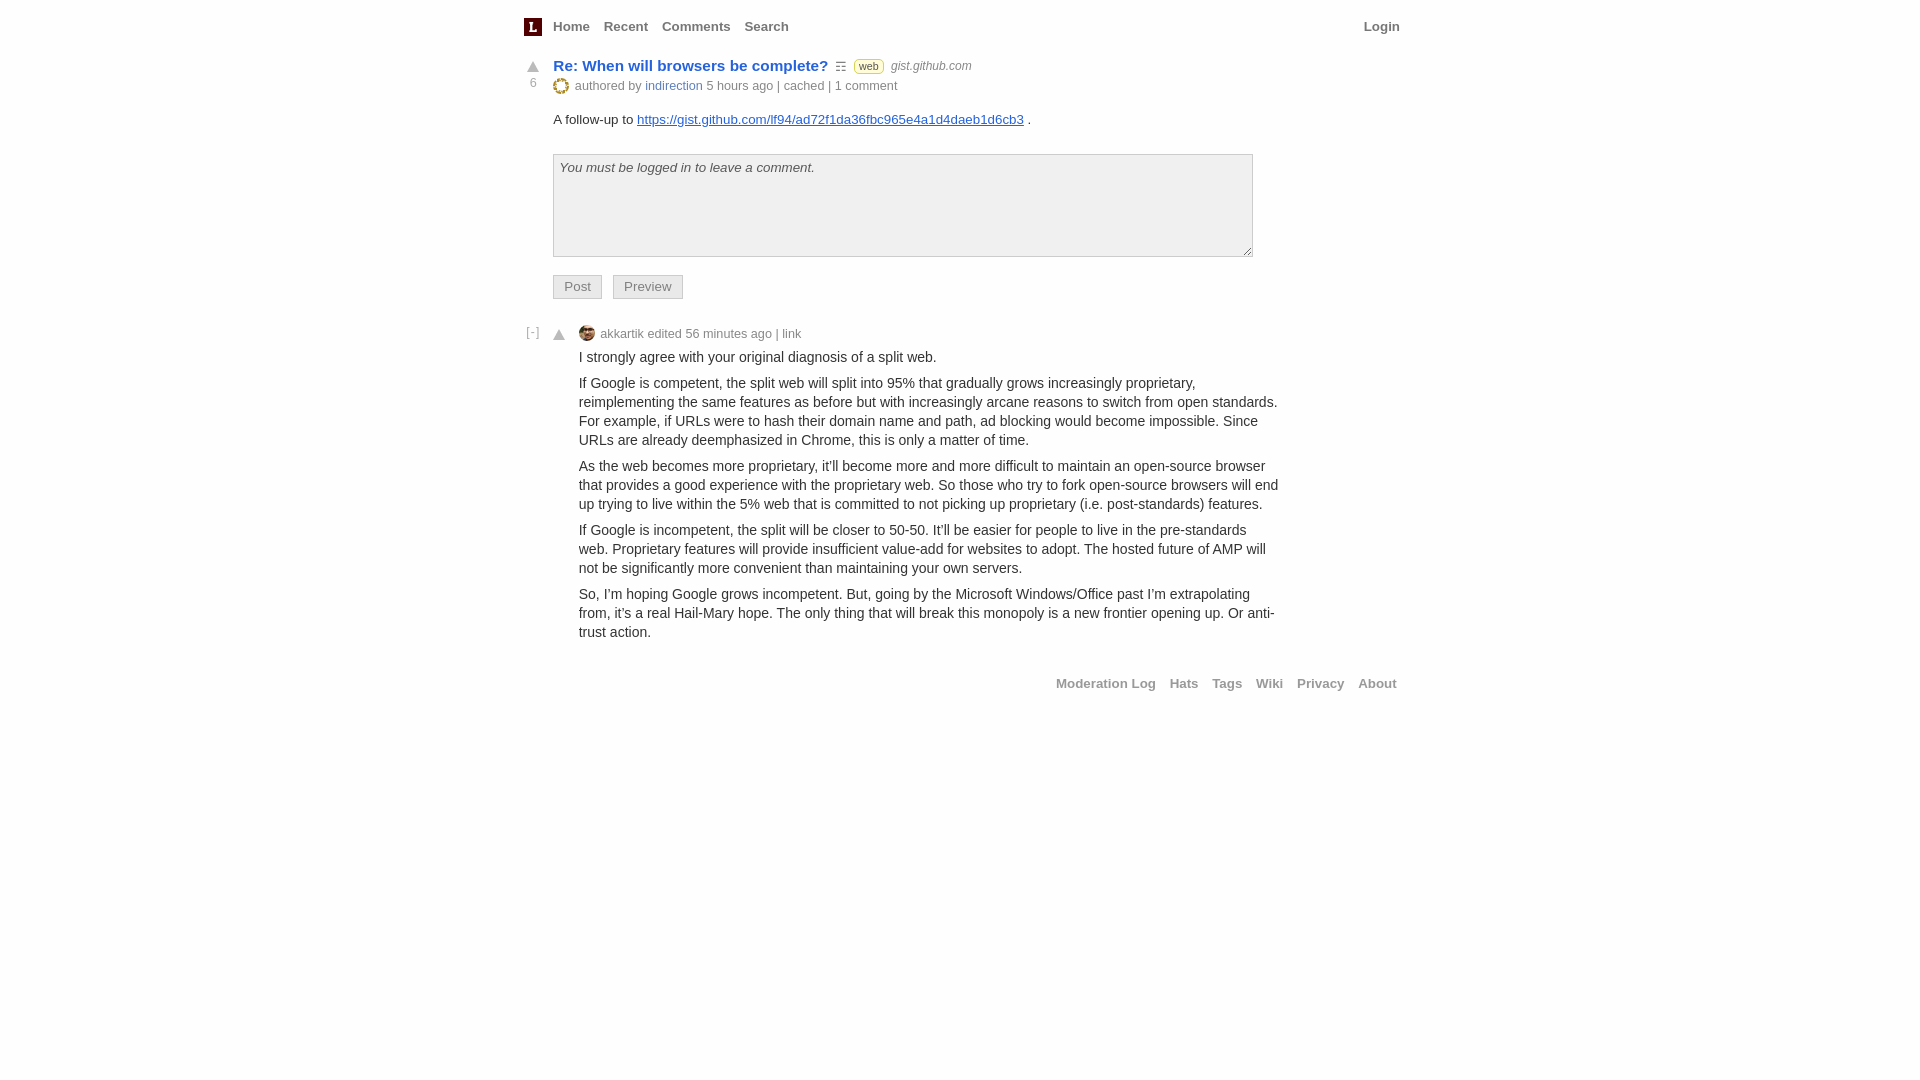 L Home Recent Comments Search Login
Re: When will browsers be complete? ☶ web gist.github.com
6
authored by indirection 5 hours ago | cached | 1 comment
A follow-up to https://gist.github.com/lf94/ad72f1da36fbc965e4a1d4daeb1d6cb3 .
You must be logged in to leave a comment.
Post Preview
[-] akkartik edited 56 minutes ago | link
I strongly agree with your original diagnosis of a split web.
If Google is competent, the split web will split into 95% that gradually grows increasingly proprietary,
reimplementing the same features as before but with increasingly arcane reasons to switch from open standards.
For example, if URLs were to hash their domain name and path, ad blocking would become impossible. Since
URLs are already deemphasized in Chrome, this is only a matter of time.
As the web becomes more proprietary, it’ll become more and more difficult to maintain an open-source browser
that provides a good experience with the proprietary web. So those who try to fork open-source browsers will end
up trying to live within the 5% web that is committed to not picking up proprietary (i.e. post-standards) features.
If Google is incompetent, the split will be closer to 50-50. It’ll be easier for people to live in the pre-standards
web. Proprietary features will provide insufficient value-add for websites to adopt. The hosted future of AMP will
not be significantly more convenient than maintaining your own servers.
So, I’m hoping Google grows incompetent. But, going by the Microsoft Windows/Office past I’m extrapolating
from, it’s a real Hail-Mary hope. The only thing that will break this monopoly is a new frontier opening up. Or anti-
trust action.
Moderation Log Hats Tags Wiki Privacy About